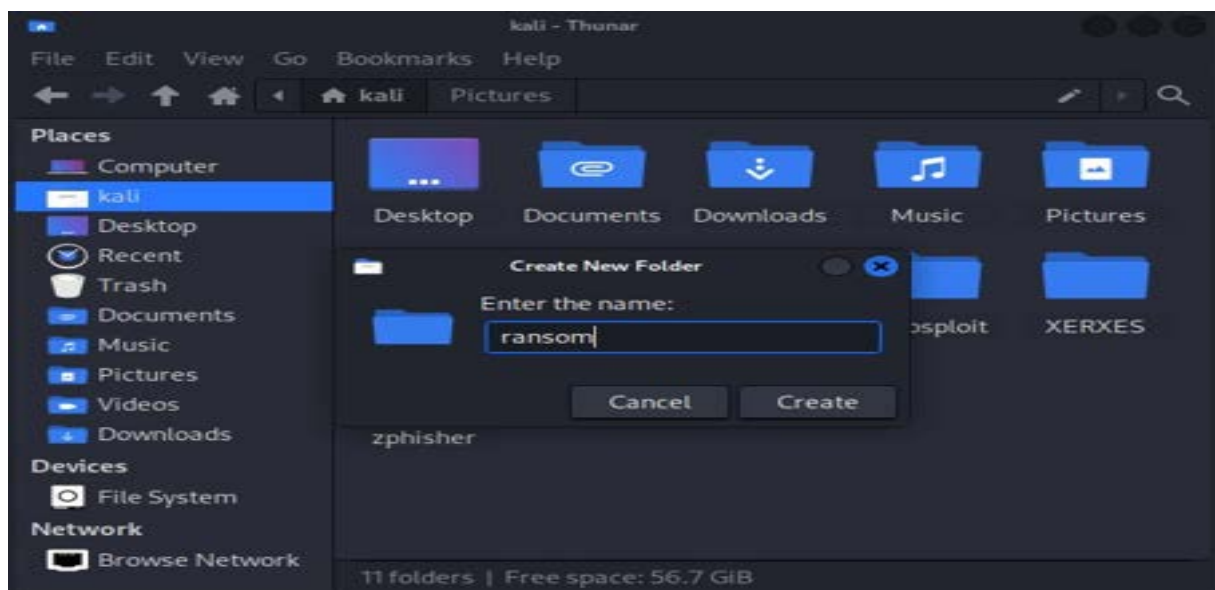 kali - Thunar
File Edit View Go Bookmarks Help
kali Pictures
Places
Computer
kali
Desktop
Recent
Trash
Documents
Music
Pictures
Videos
Downloads
Devices
File System
Network
Browse Network
Desktop Documents Downloads Music Pictures
Create New Folder
Enter the name:
ransom
Cancel Create
osploit XERXES
zphisher
11 folders | Free space: 56.7 GiB